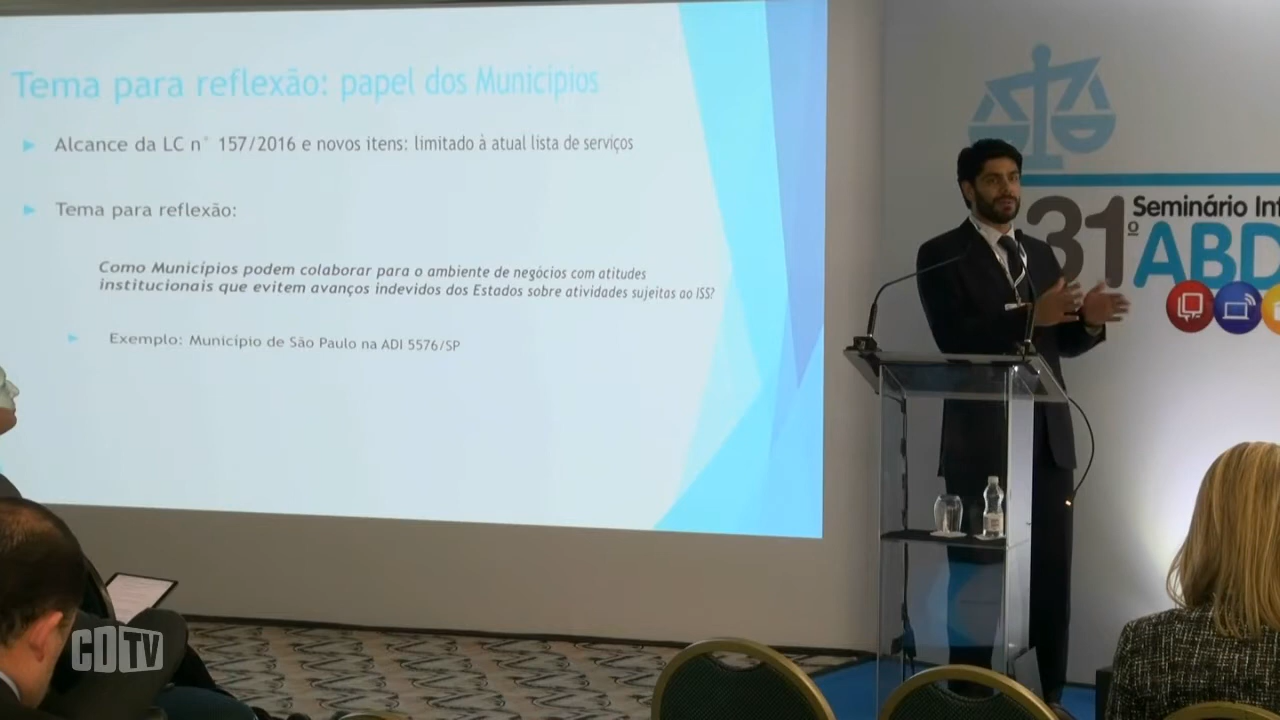 Tema para reflexão: papel dos Municípios
Alcance da LC n° 157/2016 e novos itens: limitado à atual lista de serviços
Tema para reflexão:
Como Municípios podem colaborar para o ambiente de negócios com atitudes
institucionais que evitem avanços indevidos dos Estados sobre atividades sujeitas ao ISS?
Exemplo: Município de São Paulo na ADI 5576/SP
31º
Seminário Int
ABD
CDTV